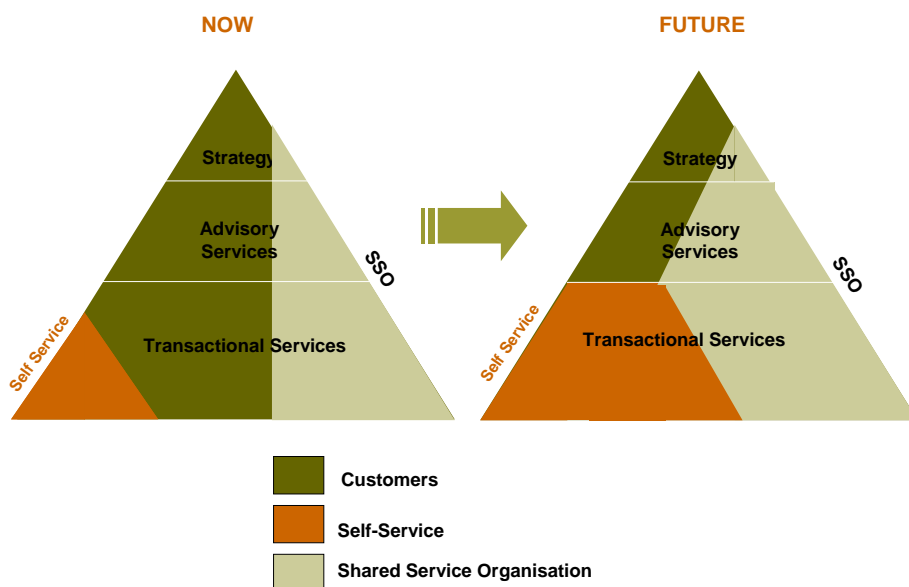 NOW
FUTURE
Strategy
Advisory
Services
Transactional Services
Self Service
SSO
Strategy
Advisory
Services
Transactional Services
Self Service
SSO
Customers
Self-Service
Shared Service Organisation